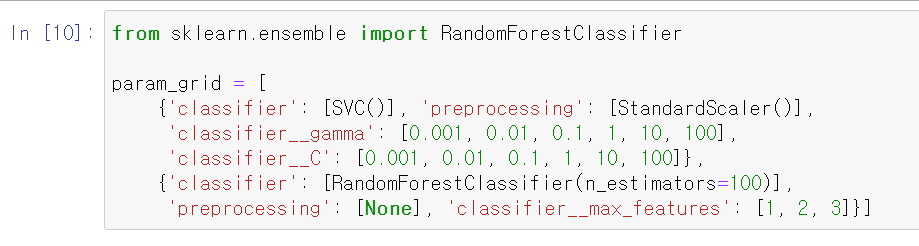 In [10]: from sklearn.ensemble import RandomForestClassifier
param_grid = [
{'classifier': [SVC()], 'preprocessing': [StandardScaler()],
'classifier__gamma': [0.001, 0.01, 0.1, 1, 10, 100],
'classifier__C': [0.001, 0.01, 0.1, 1, 10, 100]},
{'classifier': [RandomForestClassifier(n_estimators=100)],
'preprocessing': [None], 'classifier__max_features': [1, 2, 3]}]